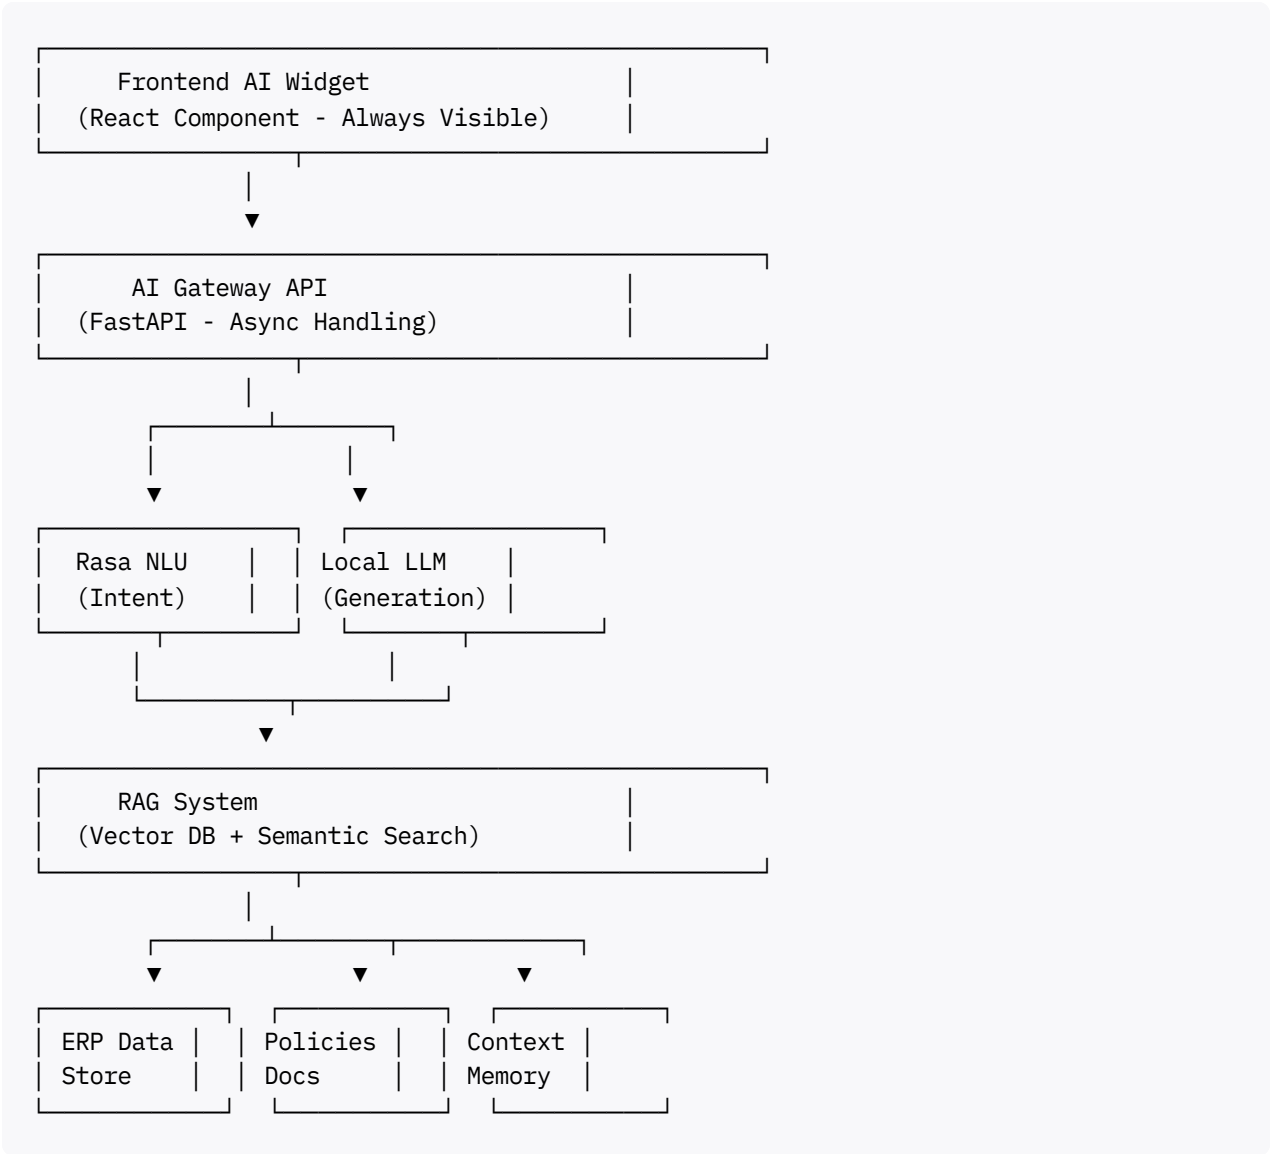 Frontend AI Widget
(React Component - Always Visible)
AI Gateway API
(FastAPI - Async Handling)
Rasa NLU Local LLM
(Intent) (Generation)
RAG System
(Vector DB + Semantic Search)
ERP Data Policies Context
Store Docs Memory